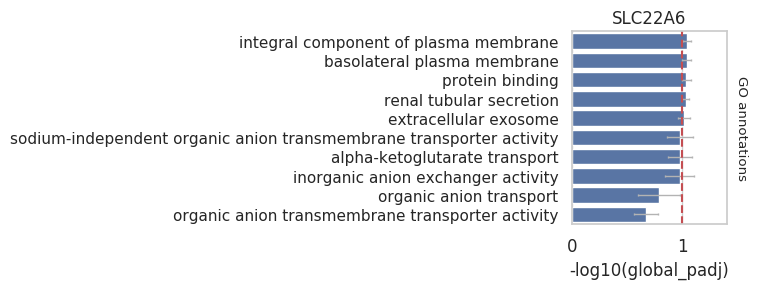 SLC22A6
integral component of plasma membrane
basolateral plasma membrane
protein binding
renal tubular secretion
extracellular exosome
sodium-independent organic anion transmembrane transporter activity
alpha-ketoglutarate transport
inorganic anion exchanger activity
organic anion transport
organic anion transmembrane transporter activity
GO annotations
0 1
-log10(global_padj)